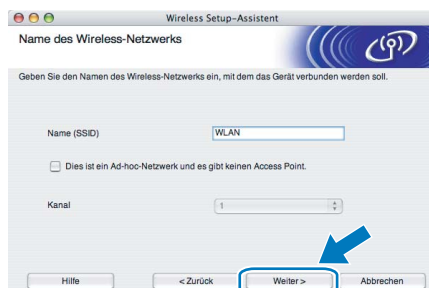 Wireless Setup-Assistent
Name des Wireless-Netzwerks
Geben Sie den Namen des Wireless-Netzwerks ein, mit dem das Gerät verbunden werden soll.
Name (SSID) WLAN
Dies ist ein Ad-hoc-Netzwerk und es gibt keinen Access Point.
Kanal 1
Hilfe < Zurück Weiter > Abbrechen